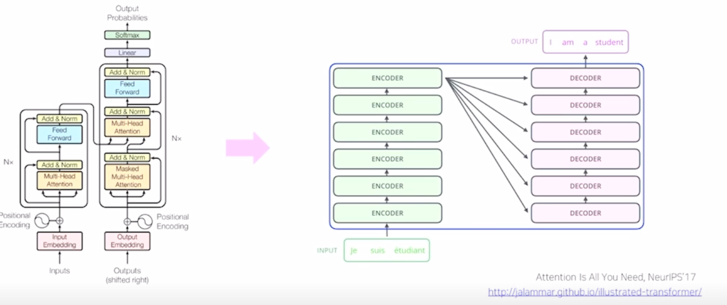 Output
Probabilities
Softmax
Linear
Add & Norm
Feed
Forward
Add & Norm
Multi-Head
Attention
Add & Norm
Masked
Multi-Head
Attention
Nx
Positional
Encoding
Output
Embedding
Outputs
(shifted right)
Add & Norm
Feed
Forward
Nx
Add & Norm
Multi-Head
Attention
Positional
Encoding
Input
Embedding
Inputs
OUTPUT I am a student
ENCODER
ENCODER
ENCODER
ENCODER
ENCODER
ENCODER
DECODER
DECODER
DECODER
DECODER
DECODER
DECODER
INPUT Je suis étudiant
Attention Is All You Need, NeurIPS'17
http://jalammar.github.io/illustrated-transformer/